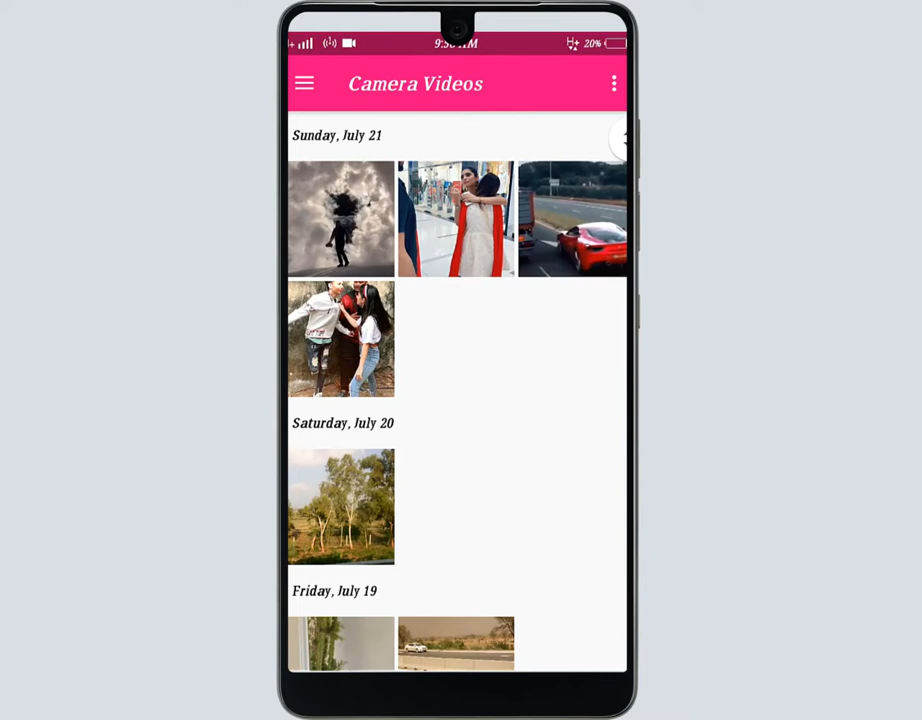 20%
Camera Videos
Sunday, July 21
Saturday, July 20
Friday, July 19